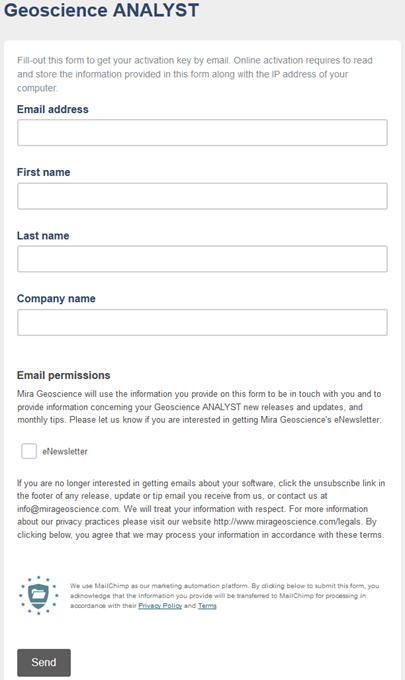 Geoscience ANALYST
Fill-out this form to get your activation key by email. Online activation requires to read
and store the information provided in this form along with the IP address of your
computer.
Email address
First name
Last name
Company name
Email permissions
Mira Geoscience will use the information you provide on this form to be in touch with you and to
provide information concerning your Geoscience ANALYST new releases and updates, and
monthly tips. Please let us know if you are interested in getting Mira Geoscience's eNewsletter:
eNewsletter
If you are no longer interested in getting emails about your software, click the unsubscribe link in
the footer of any release, update or tip email you receive from us, or contact us at
info@mirageoscience.com. We will treat your information with respect. For more information
about our privacy practices please visit our website http://www.mirageoscience.com/legals. By
clicking below, you agree that we may process your information in accordance with these terms.
We use MailChimp as our marketing automation platform. By clicking below to submit this form, you
acknowledge that the information you provide will be transferred to MailChimp for processing in
accordance with their Privacy Policy and Terms.
Send